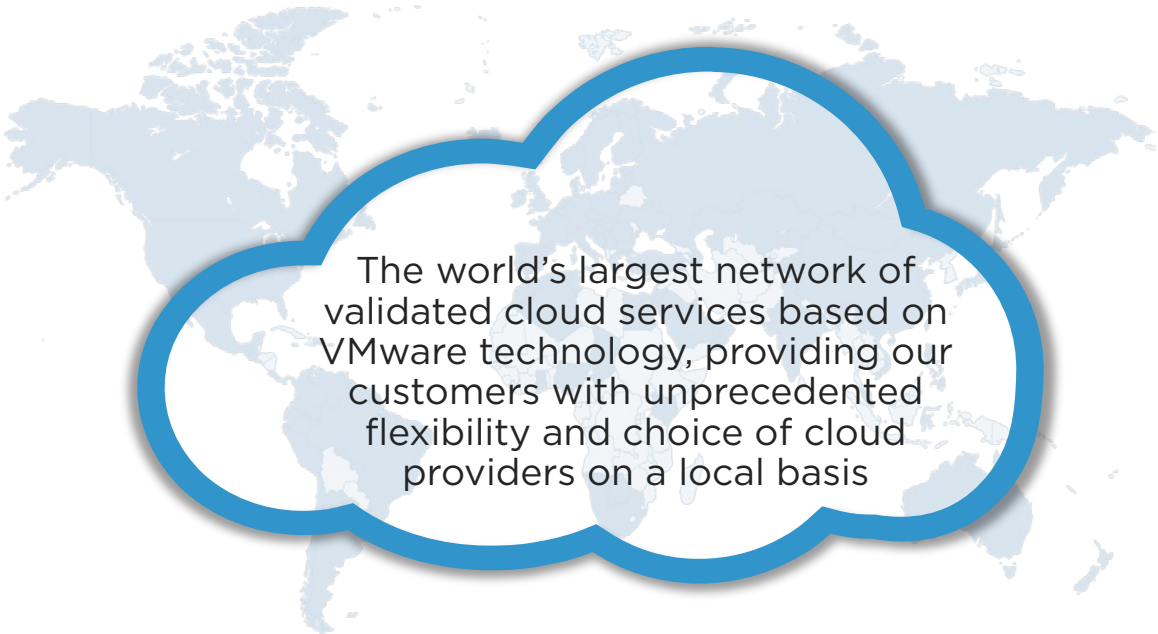 The world’s largest network of
validated cloud services based on
VMware technology, providing our
customers with unprecedented
flexibility and choice of cloud
providers on a local basis